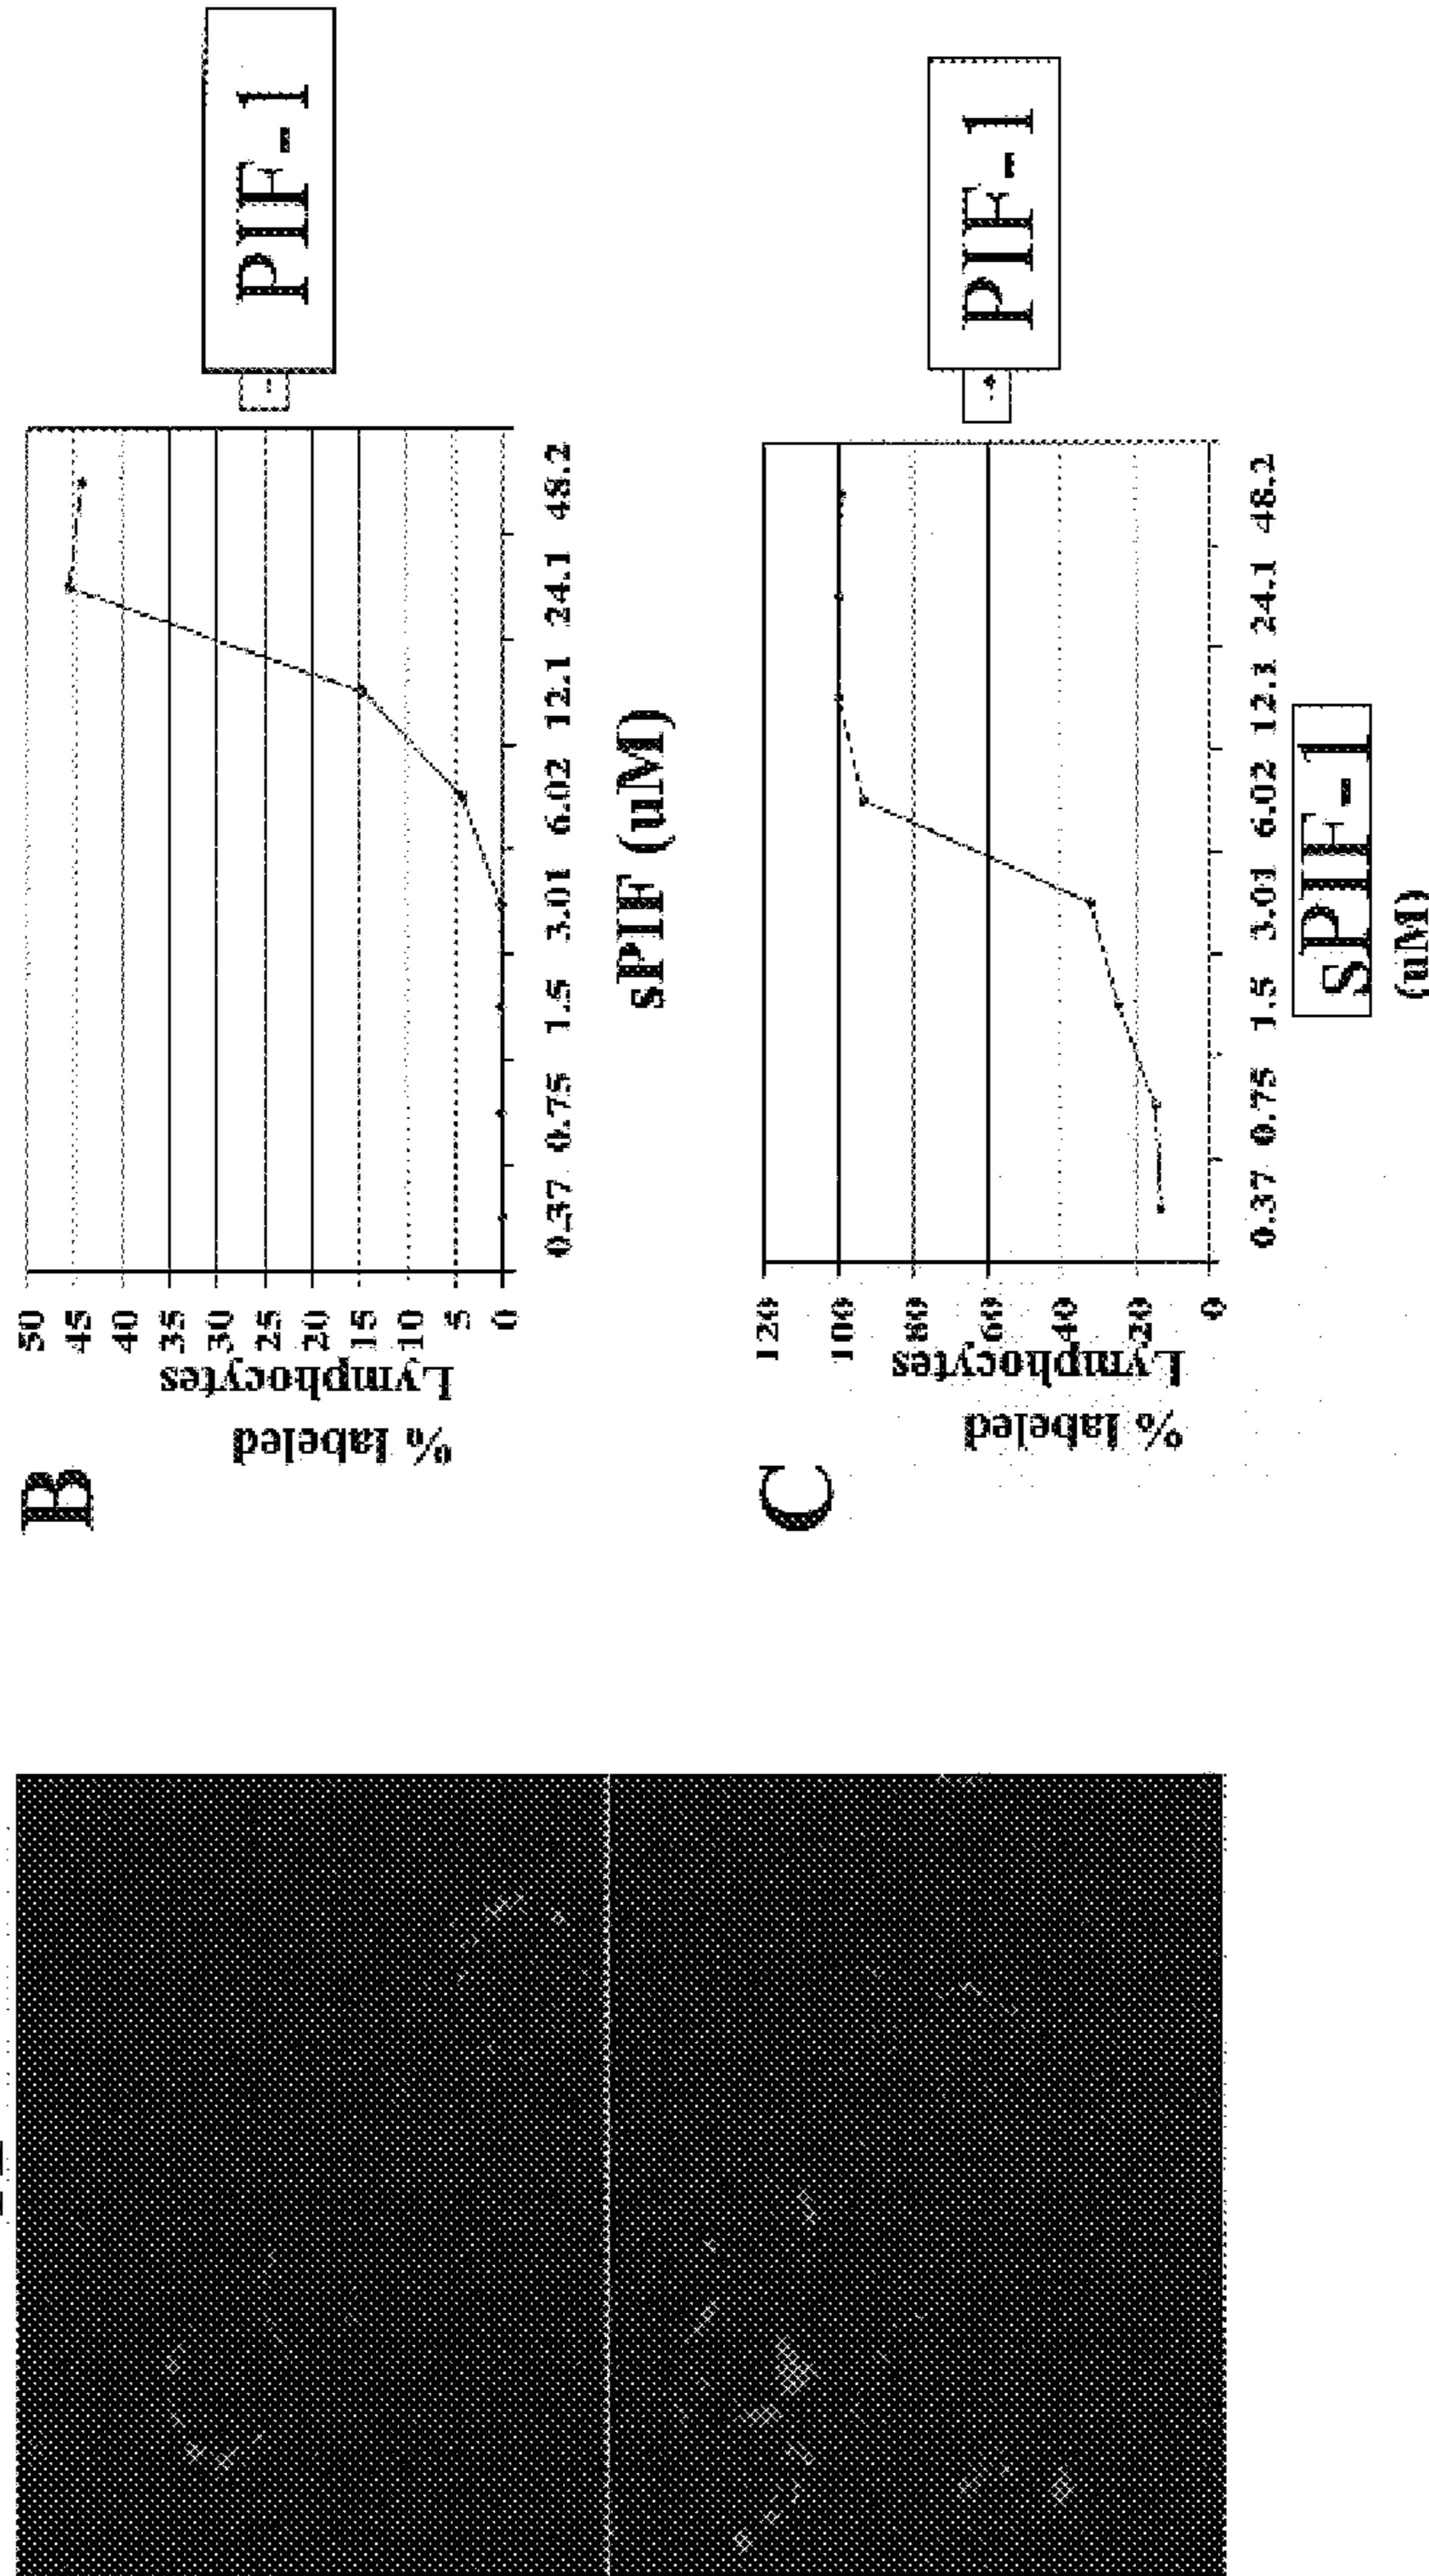 B
% labeled
Lymphocytes
50
45
40
35
30
25
20
15
10
5
0
0.37 0.75 1.5 3.01 6.02 12.1 24.1 48.2
sPIF (uM)
PIF-1
C
% labeled
Lymphocytes
120
100
80
60
40
20
0
0.37 0.75 1.5 3.01 6.02 12.1 24.1 48.2
sPIF-1
(uM)
PIF-1